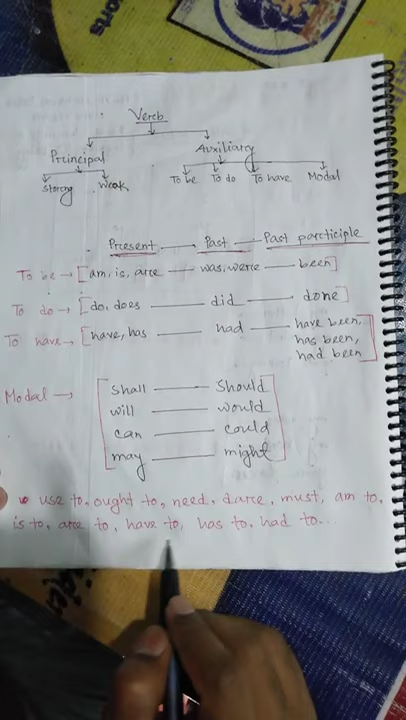 Verb
Principal Auxiliary
Strong Weak To be To do To have Modal
Present — Past — Past participle
To be → [am, is, are — was, were — been]
To do → [do, does — did — done]
To have → [have, has — had — have been,
has been,
had been]
Modal → [shall — should
will — would
can — could
may — might]
use to, ought to, need, dare, must, am to,
is to, are to, have to, has to, had to...